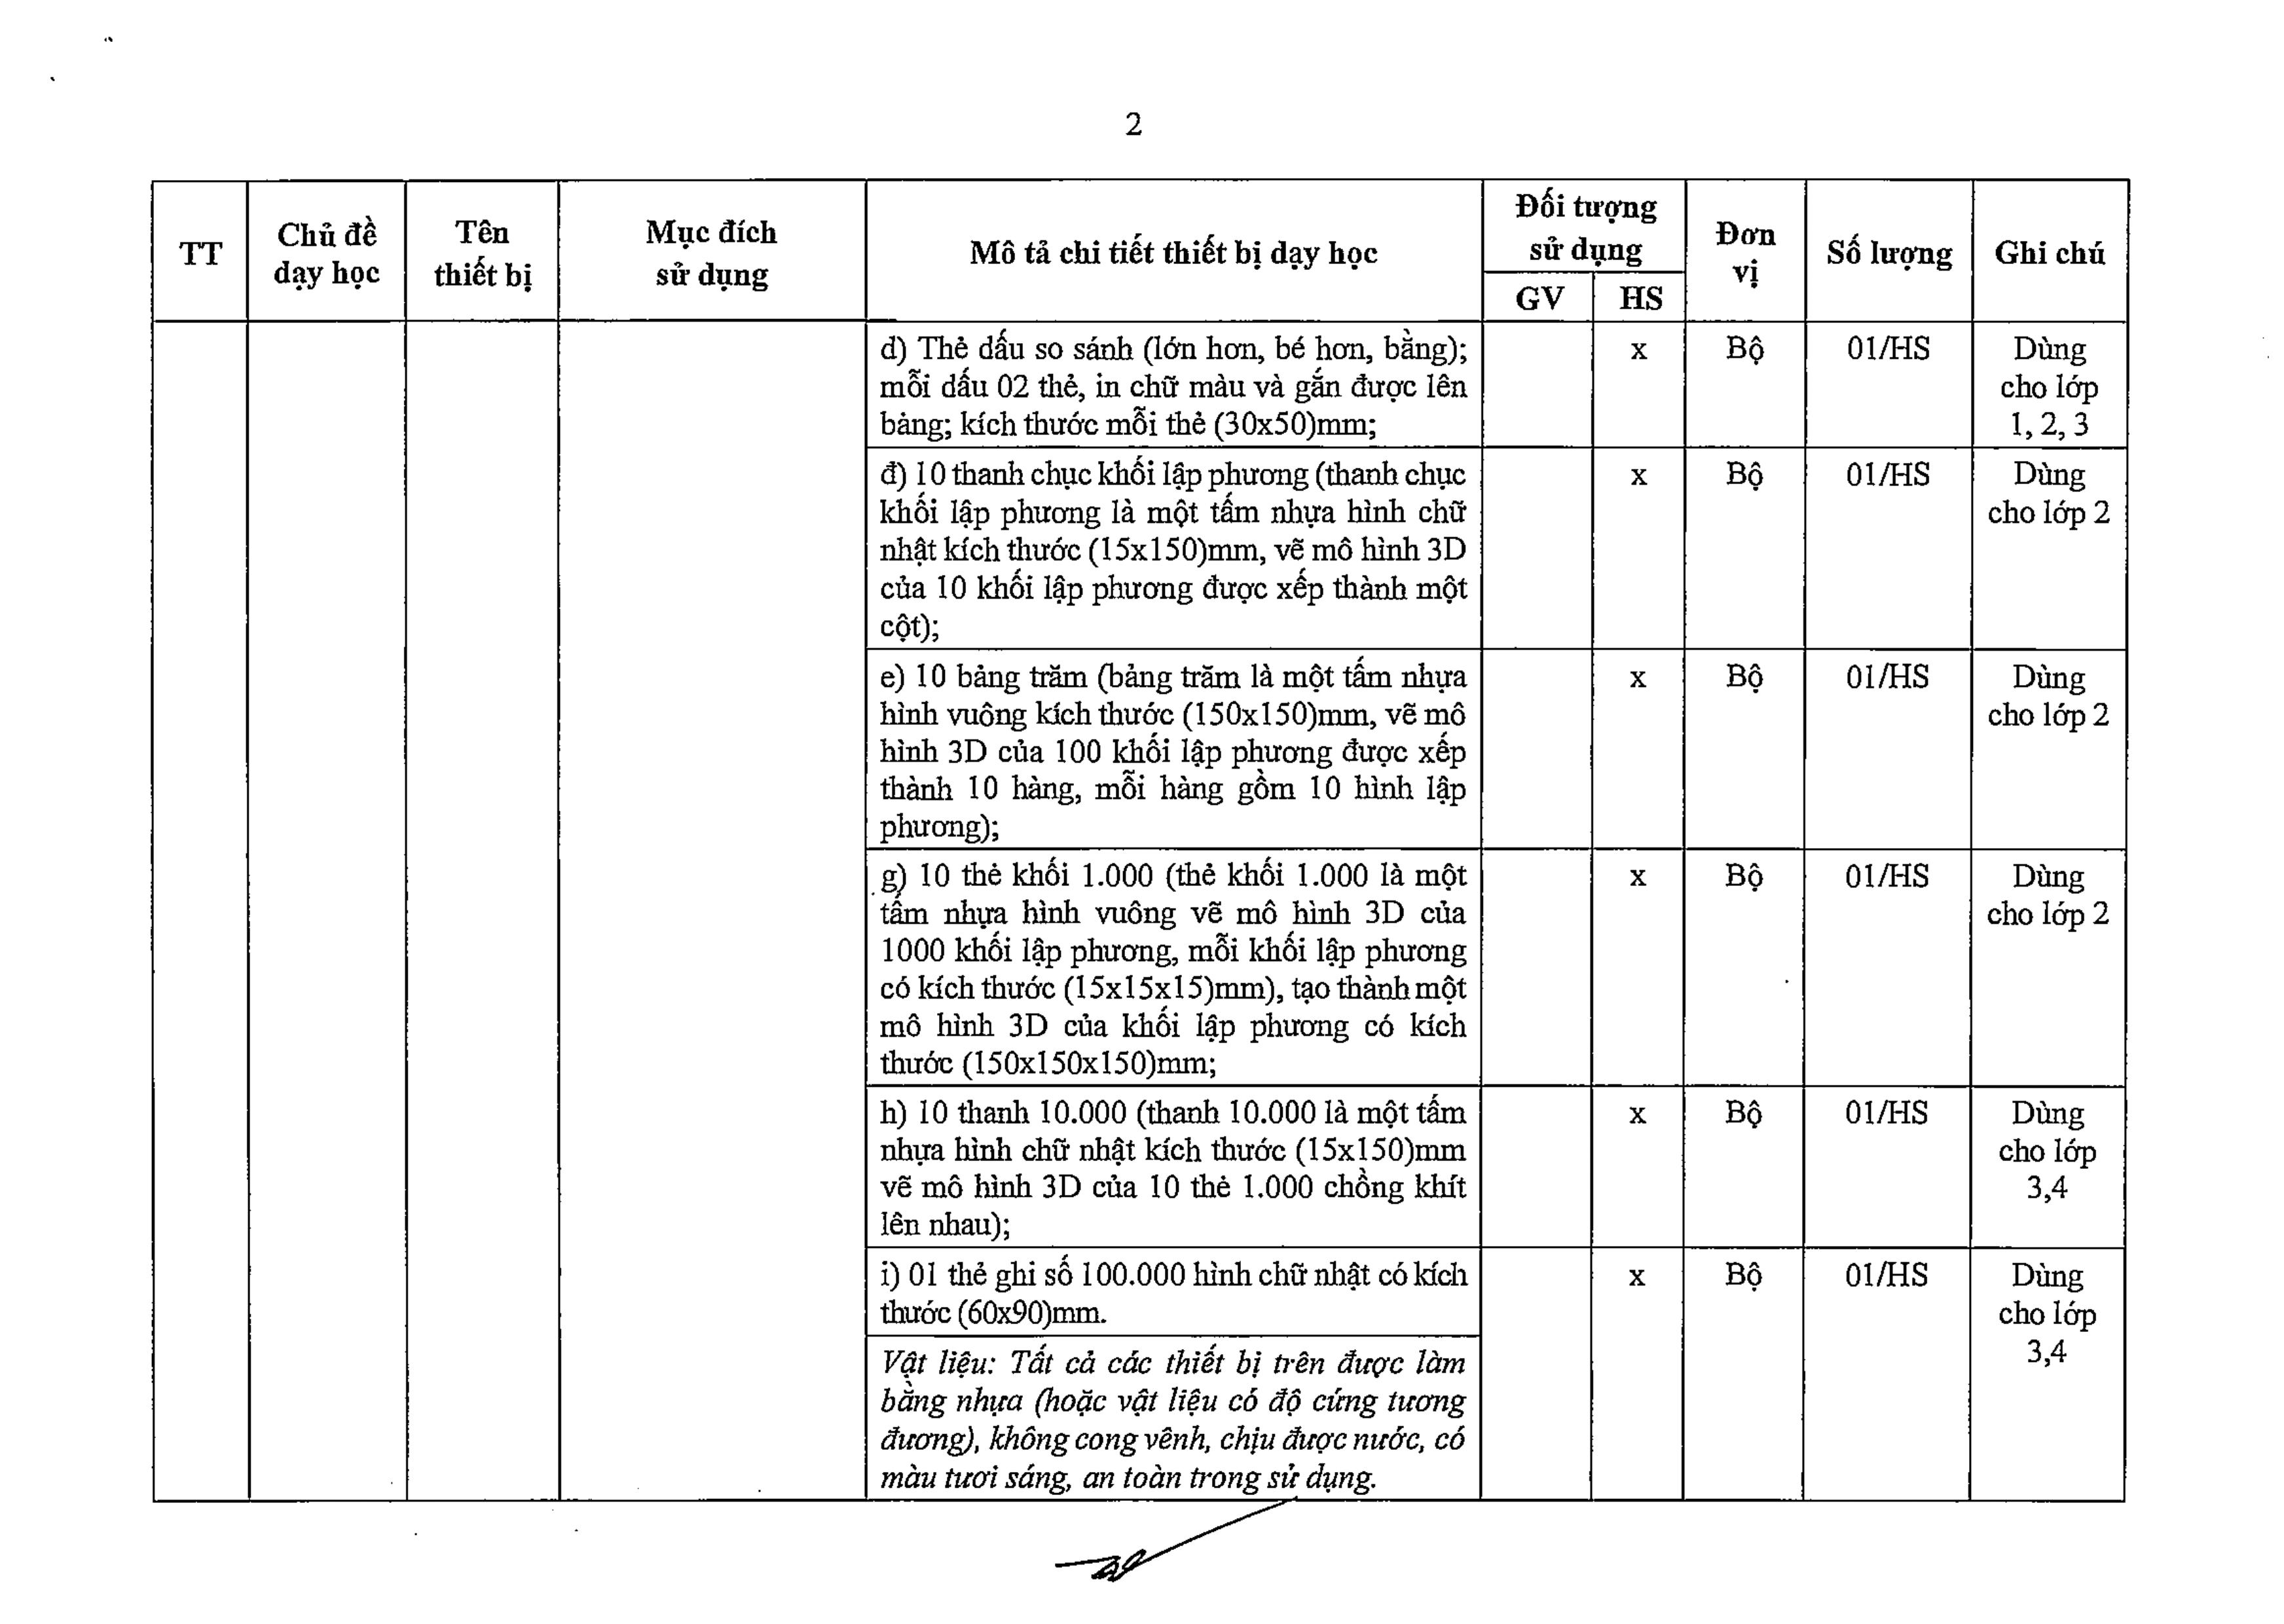 2
TT
Chủ đề
dạy học
Tên
thiết bị
Mục đích
sử dụng
Mô tả chi tiết thiết bị dạy học
Đối tượng
sử dụng
GV
HS
Đơn
vị
Số lượng
Ghi chú
d) Thẻ dấu so sánh (lớn hơn, bé hơn, bằng);
mỗi dấu 02 thẻ, in chữ màu và gắn được lên
bảng; kích thước mỗi thẻ (30x50)mm;
x
Bộ
01/HS
Dùng
cho lớp
1, 2, 3
đ) 10 thanh chục khối lập phương (thanh chục
khối lập phương là một tấm nhựa hình chữ
nhật kích thước (15x150)mm, vẽ mô hình 3D
của 10 khối lập phương được xếp thành một
cột);
x
Bộ
01/HS
Dùng
cho lớp 2
e) 10 bảng trăm (bảng trăm là một tấm nhựa
hình vuông kích thước (150x150)mm, vẽ mô
hình 3D của 100 khối lập phương được xếp
thành 10 hàng, mỗi hàng gồm 10 hình lập
phương);
x
Bộ
01/HS
Dùng
cho lớp 2
g) 10 thẻ khối 1.000 (thẻ khối 1.000 là một
tấm nhựa hình vuông vẽ mô hình 3D của
1000 khối lập phương, mỗi khối lập phương
có kích thước (15x15x15)mm), tạo thành một
mô hình 3D của khối lập phương có kích
thước (150x150x150)mm;
x
Bộ
01/HS
Dùng
cho lớp 2
h) 10 thanh 10.000 (thanh 10.000 là một tấm
nhựa hình chữ nhật kích thước (15x150)mm
vẽ mô hình 3D của 10 thẻ 1.000 chồng khít
lên nhau);
x
Bộ
01/HS
Dùng
cho lớp
3,4
i) 01 thẻ ghi số 100.000 hình chữ nhật có kích
thước (60x90)mm.
x
Bộ
01/HS
Dùng
cho lớp
3,4
Vật liệu: Tất cả các thiết bị trên được làm
bằng nhựa (hoặc vật liệu có độ cứng tương
đương), không cong vênh, chịu được nước, có
màu tươi sáng, an toàn trong sử dụng.